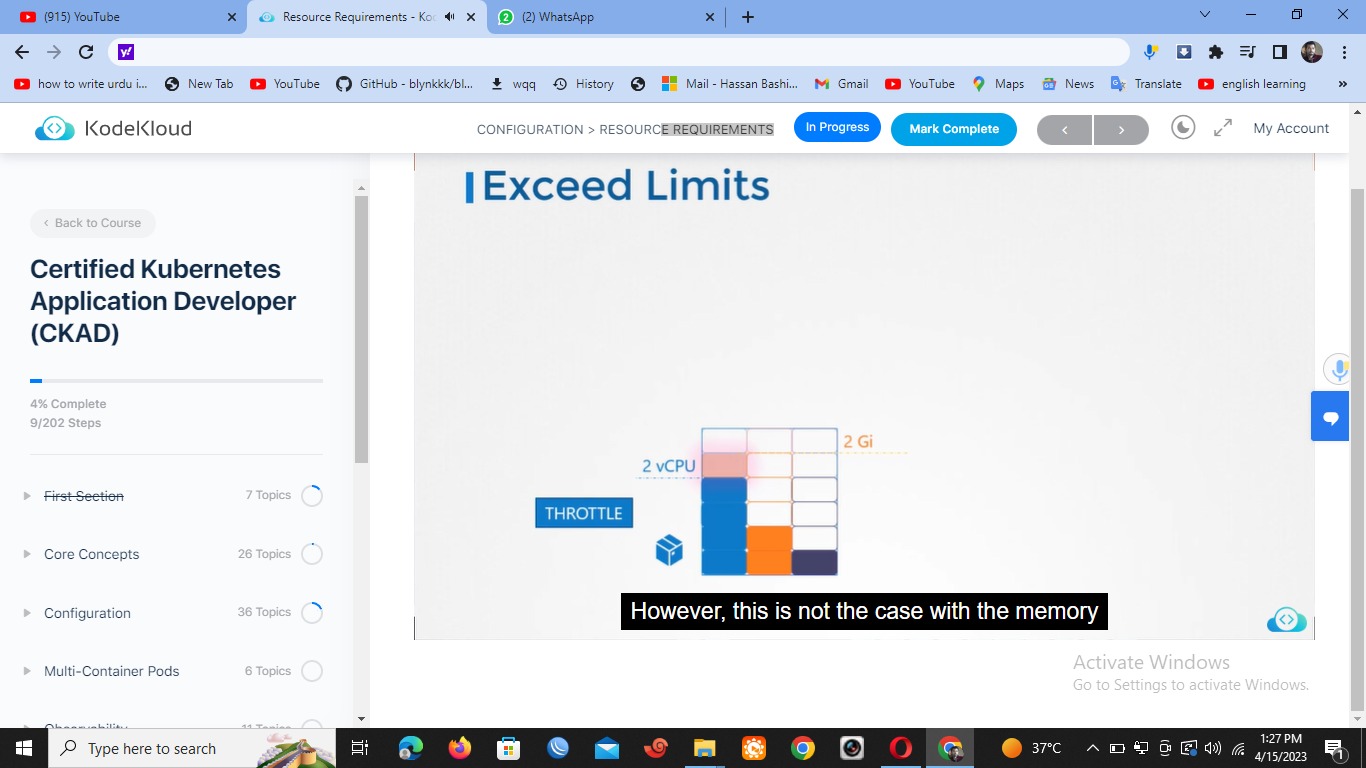 (915) YouTube
Resource Requirements - Ko
(2) WhatsApp
how to write urdu i...
New Tab
YouTube
GitHub - blynkkk/bl...
wqq
History
Mail - Hassan Bashi...
Gmail
YouTube
Maps
News
Translate
english learning
KodeKloud
CONFIGURATION > RESOURCE REQUIREMENTS
In Progress
Mark Complete
My Account
Back to Course
Certified Kubernetes
Application Developer
(CKAD)
4% Complete
9/202 Steps
First Section
7 Topics
Core Concepts
26 Topics
Configuration
36 Topics
Multi-Container Pods
6 Topics
Observability
11 Topics
Exceed Limits
2 Gi
2 vCPU
THROTTLE
However, this is not the case with the memory
Activate Windows
Go to Settings to activate Windows.
Type here to search
37°C
1:27 PM
4/15/2023
1